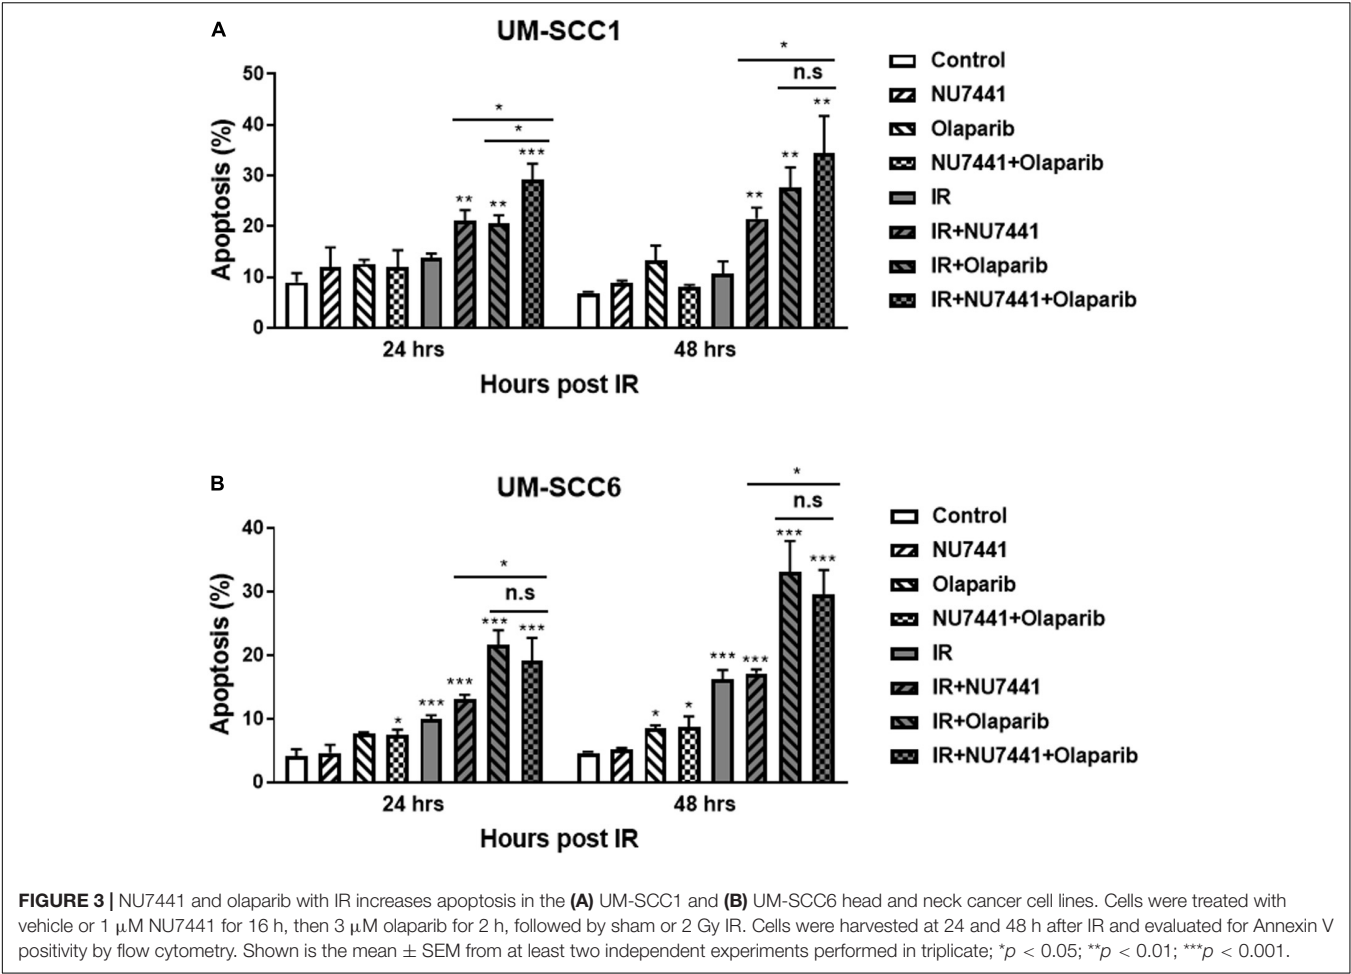 A
UM-SCC1
*
n.s
**
50
40
30
20
10
0
Apoptosis (%)
*
*
***
**
**
**
**
24 hrs
48 hrs
Hours post IR
Control
NU7441
Olaparib
NU7441+Olaparib
IR
IR+NU7441
IR+Olaparib
IR+NU7441+Olaparib
B
UM-SCC6
*
n.s
***
***
40
30
20
10
0
Apoptosis (%)
*
n.s
***
***
***
***
*
*
*
***
***
24 hrs
48 hrs
Hours post IR
Control
NU7441
Olaparib
NU7441+Olaparib
IR
IR+NU7441
IR+Olaparib
IR+NU7441+Olaparib
FIGURE 3 | NU7441 and olaparib with IR increases apoptosis in the (A) UM-SCC1 and (B) UM-SCC6 head and neck cancer cell lines. Cells were treated with
vehicle or 1 μM NU7441 for 16 h, then 3 μM olaparib for 2 h, followed by sham or 2 Gy IR. Cells were harvested at 24 and 48 h after IR and evaluated for Annexin V
positivity by flow cytometry. Shown is the mean ± SEM from at least two independent experiments performed in triplicate; *p < 0.05; **p < 0.01; ***p < 0.001.